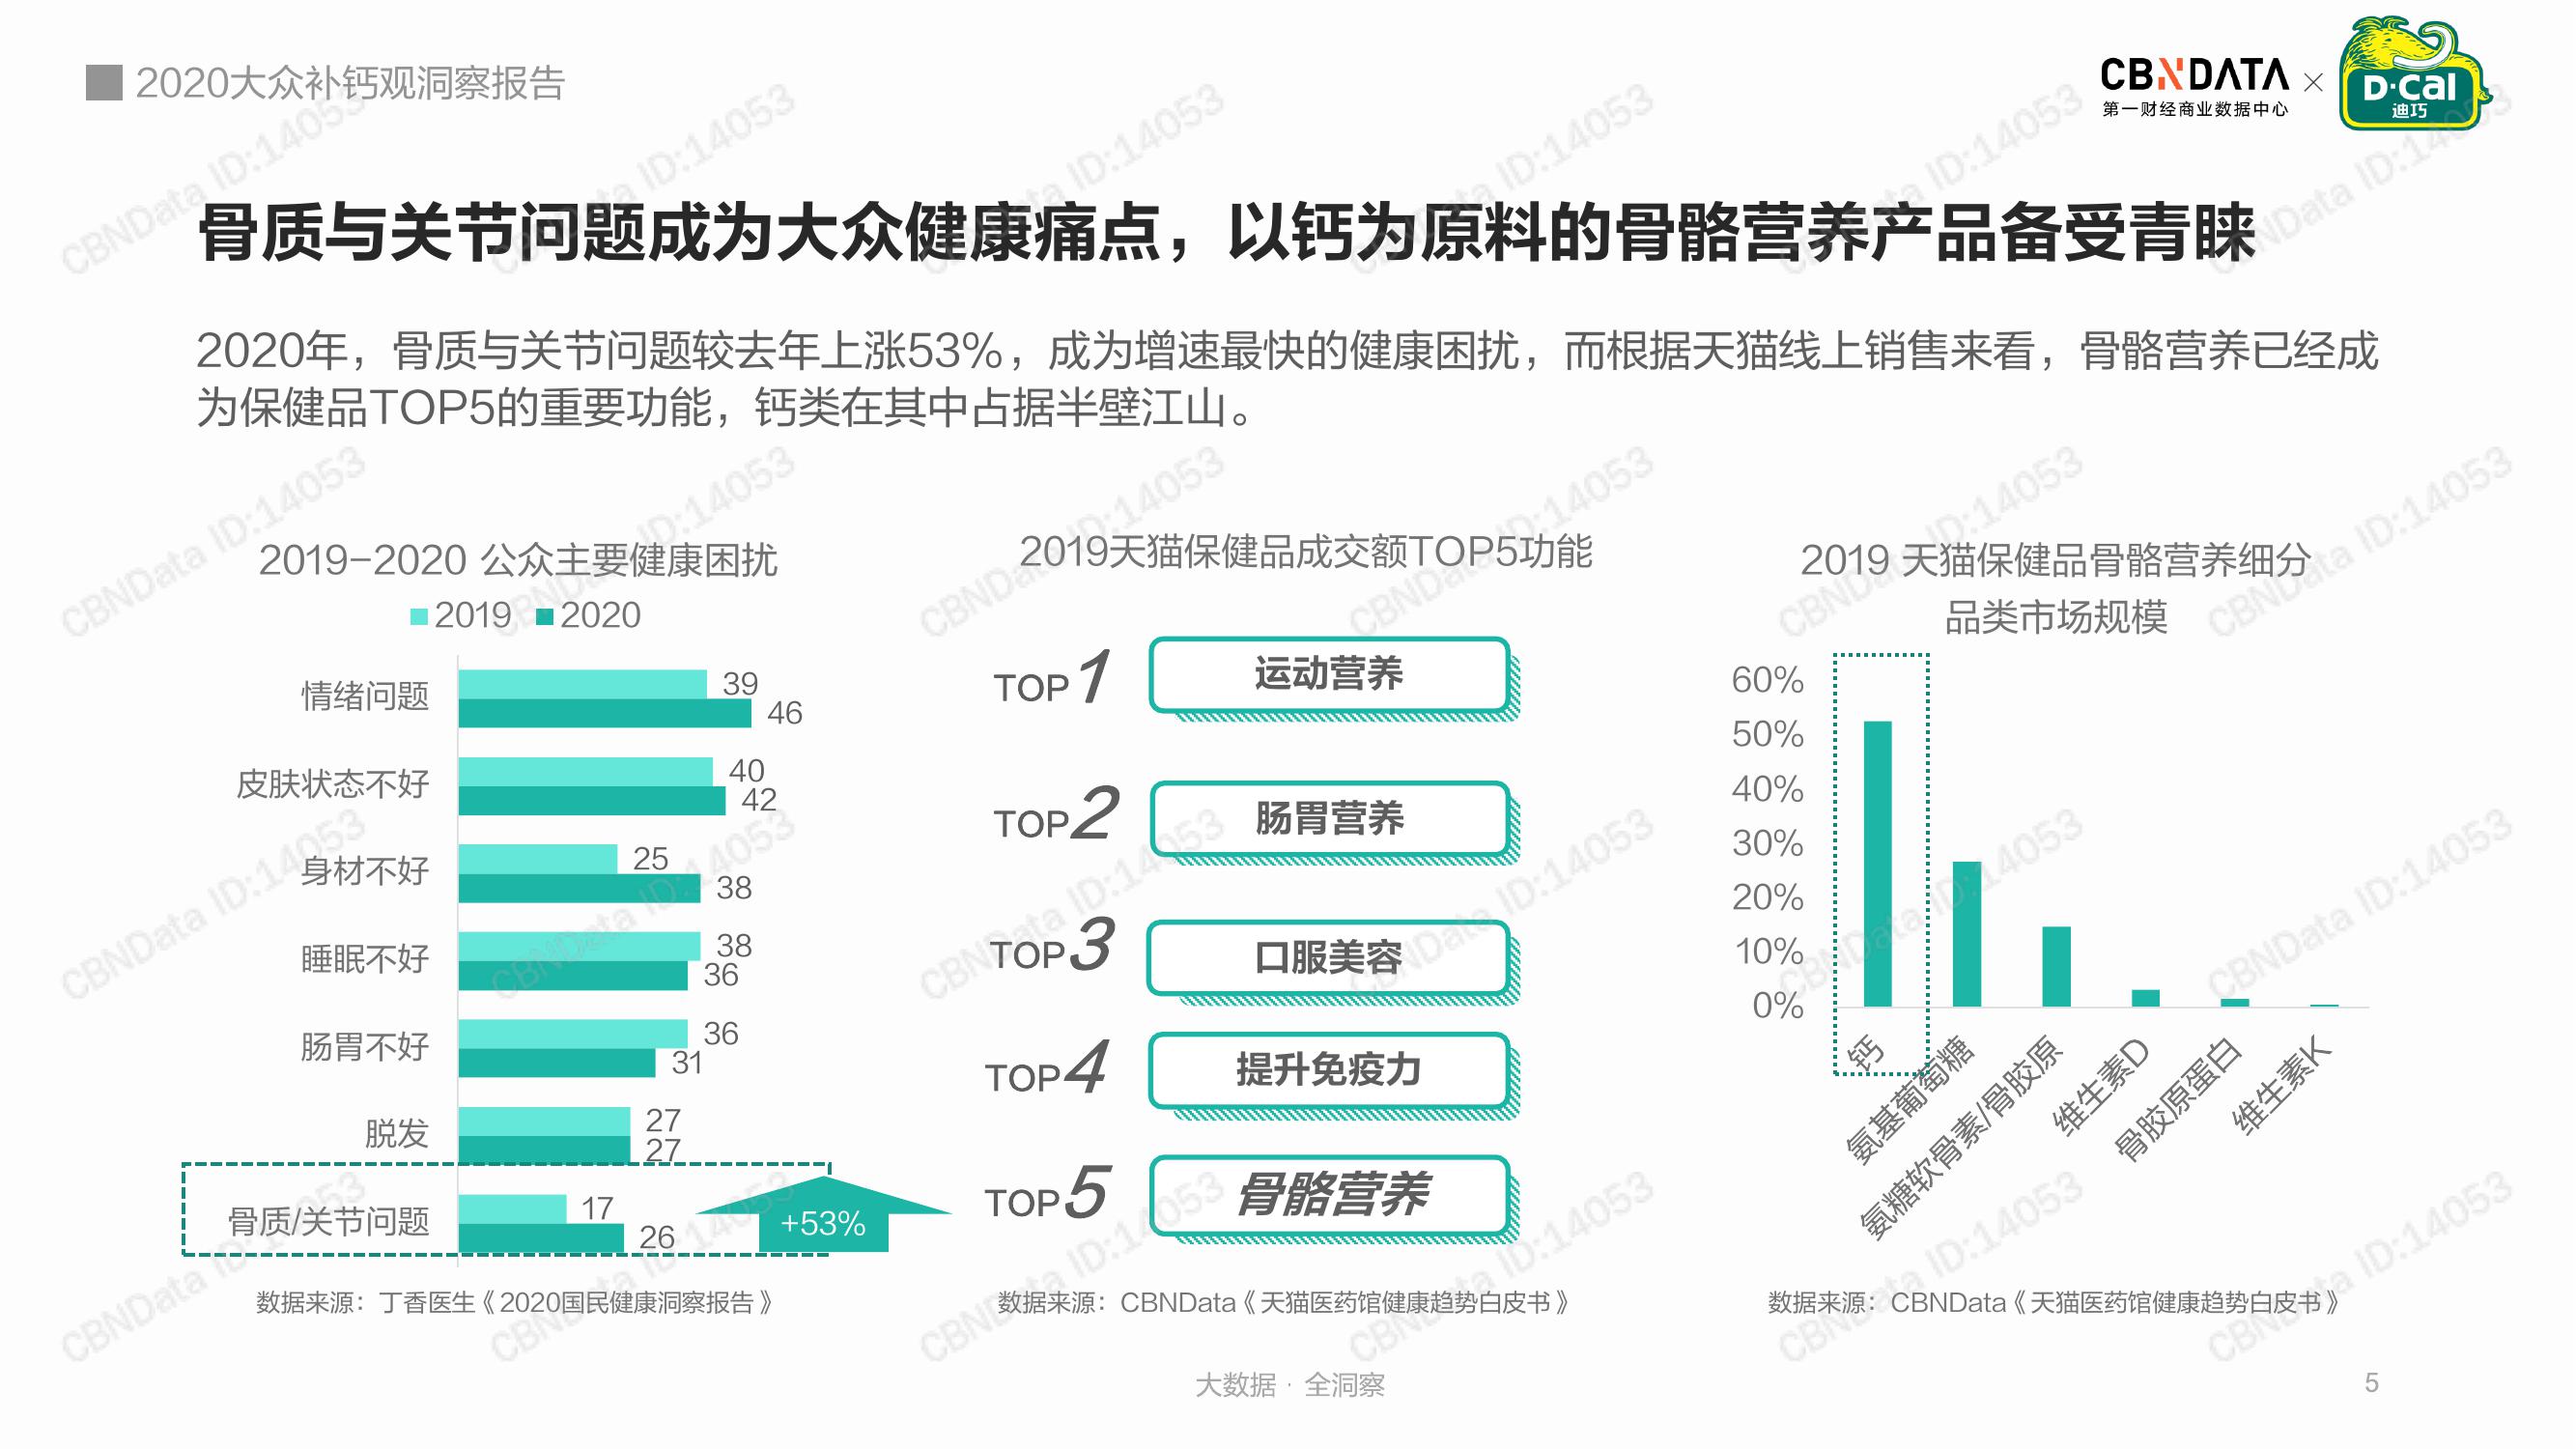 2020大众补钙观洞察报告
CBNDATA
第一财经商业数据中心
×
D·Cal
迪巧
骨质与关节问题成为大众健康痛点，以钙为原料的骨骼营养产品备受青睐
2020年，骨质与关节问题较去年上涨53%，成为增速最快的健康困扰，而根据天猫线上销售来看，骨骼营养已经成
为保健品TOP5的重要功能，钙类在其中占据半壁江山。
2019-2020 公众主要健康困扰
2019 2020
情绪问题 39
46
皮肤状态不好 40
42
身材不好 25
38
睡眠不好 38
36
肠胃不好 36
31
脱发 27
27
骨质/关节问题 17
26
+53%
数据来源：丁香医生《2020国民健康洞察报告》
2019天猫保健品成交额TOP5功能
TOP1 运动营养
TOP2 肠胃营养
TOP3 口服美容
TOP4 提升免疫力
TOP5 骨骼营养
数据来源：CBNData《天猫医药馆健康趋势白皮书》
2019 天猫保健品骨骼营养细分
品类市场规模
60%
50%
40%
30%
20%
10%
0%
钙
氨基葡萄糖
氨糖软骨素/骨胶原
维生素D
骨胶原蛋白
维生素K
数据来源：CBNData《天猫医药馆健康趋势白皮书》
大数据 · 全洞察
5
CBNData ID:14053